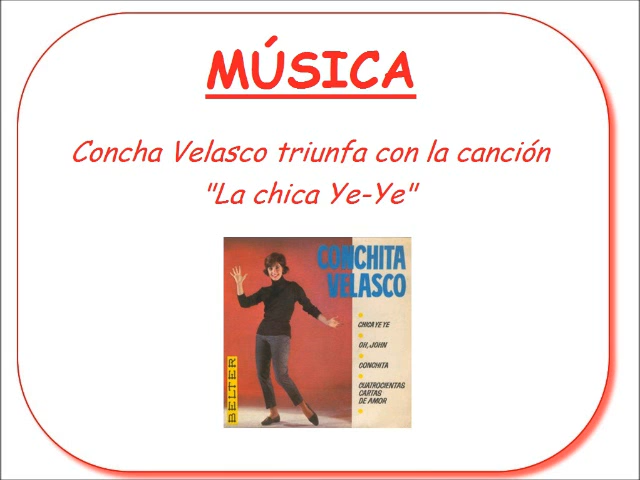 MÚSICA
Concha Velasco triunfa con la canción
"La chica Ye-Ye"
CONCHITA
VELASCO
CHICA YE YE
OH, JOHN
CONCHITA
CUATROCIENTAS
CARTAS
DE AMOR
BELTER